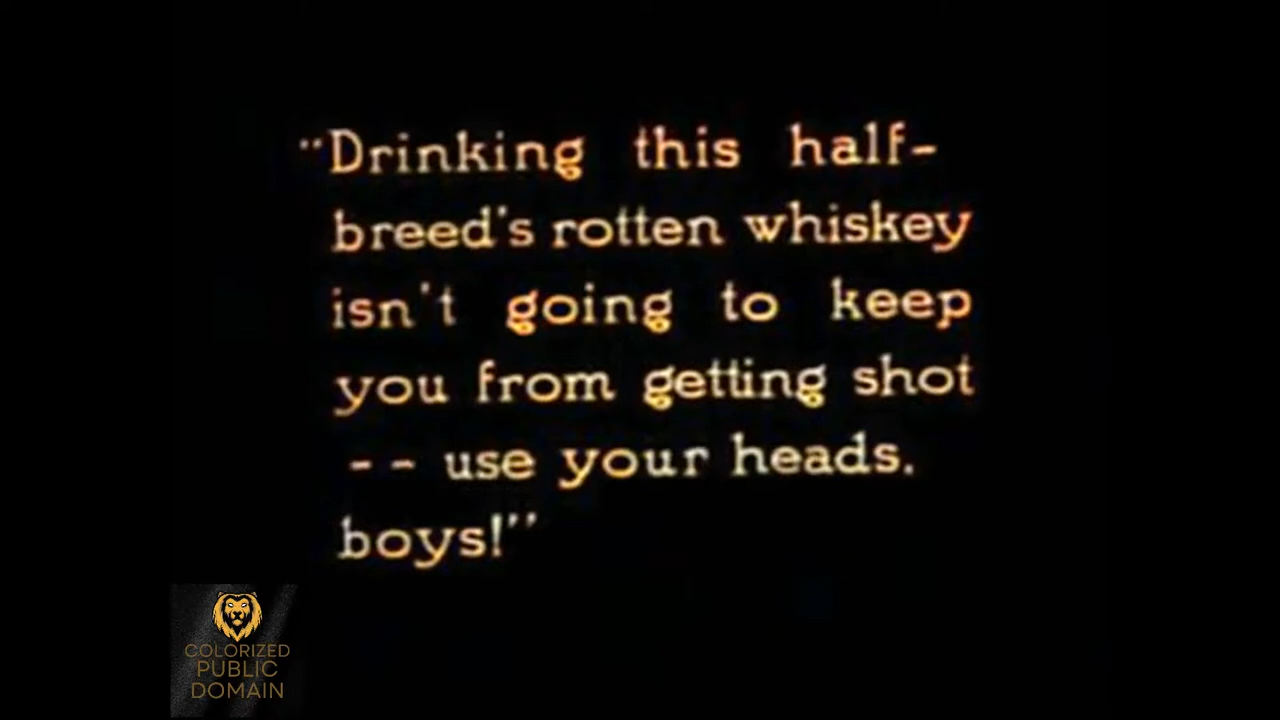 "Drinking this half-
breed's rotten whiskey
isn't going to keep
you from getting shot
-- use your heads.
boys!"
COLORIZED
PUBLIC
DOMAIN